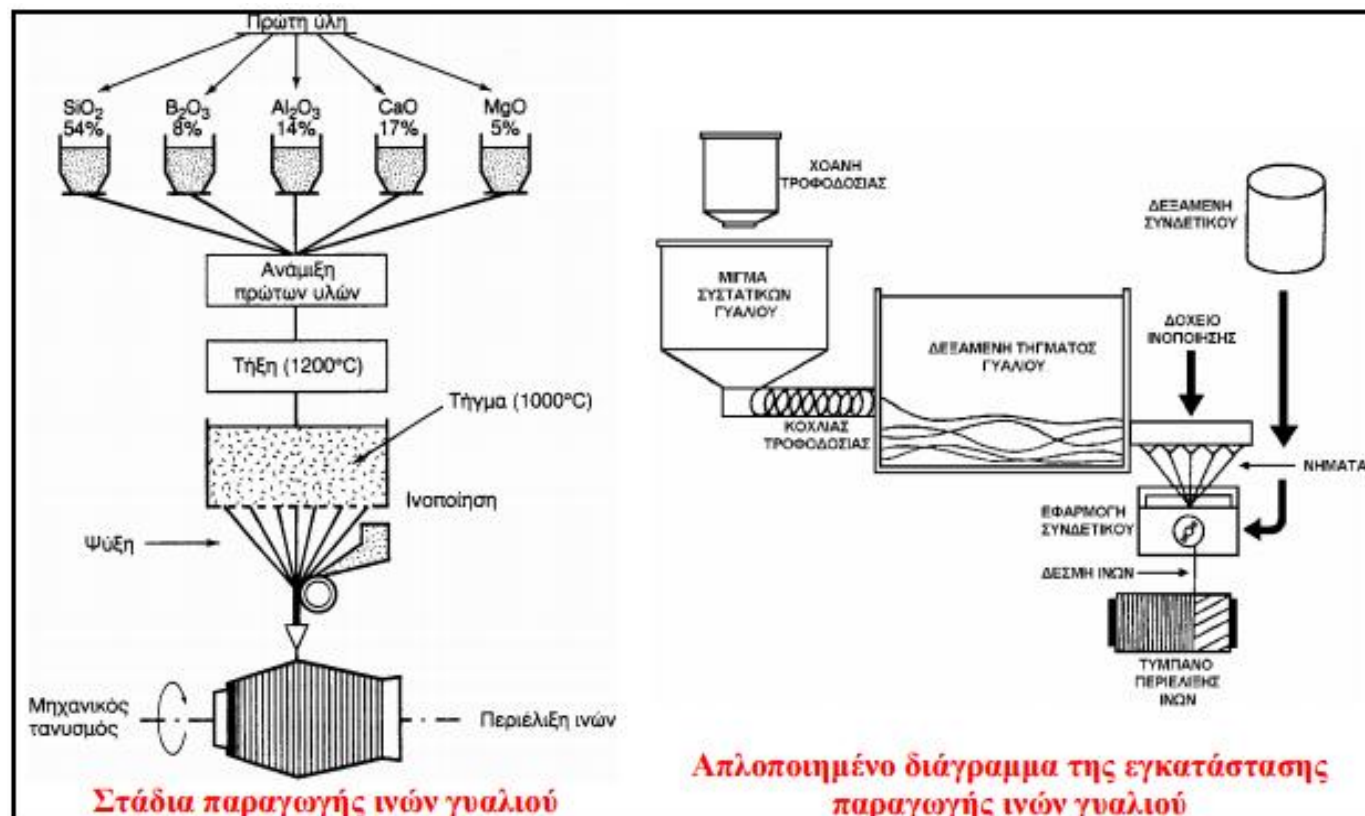 Πρώτη ύλη
SiO₂ B₂O₃ Al₂O₃ CaO MgO
54% 8% 14% 17% 5%
Ανάμιξη
πρώτων υλών
Τήξη (1200°C)
Τήγμα (1000°C)
Ινοποίηση
Ψύξη
Μηχανικός
τανυσμός
Περιέλιξη ινών
Στάδια παραγωγής ινών γυαλιού
ΧΟΑΝΗ
ΤΡΟΦΟΔΟΣΙΑΣ
ΜΙΓΜΑ
ΣΥΣΤΑΤΙΚΩΝ
ΓΥΑΛΙΟΥ
ΚΟΧΛΙΑΣ
ΤΡΟΦΟΔΟΣΙΑΣ
ΔΕΞΑΜΕΝΗ ΤΗΓΜΑΤΟΣ
ΓΥΑΛΙΟΥ
ΔΕΞΑΜΕΝΗ
ΣΥΝΔΕΤΙΚΟΥ
ΔΟΧΕΙΟ
ΙΝΟΠΟΙΗΣΗΣ
ΝΗΜΑΤΑ
ΕΦΑΡΜΟΓΗ
ΣΥΝΔΕΤΙΚΟΥ
ΔΕΣΜΗ ΙΝΩΝ
ΤΥΜΠΑΝΟ
ΠΕΡΙΕΛΙΞΗΣ
ΙΝΩΝ
Απλοποιημένο διάγραμμα της εγκατάστασης
παραγωγής ινών γυαλιού